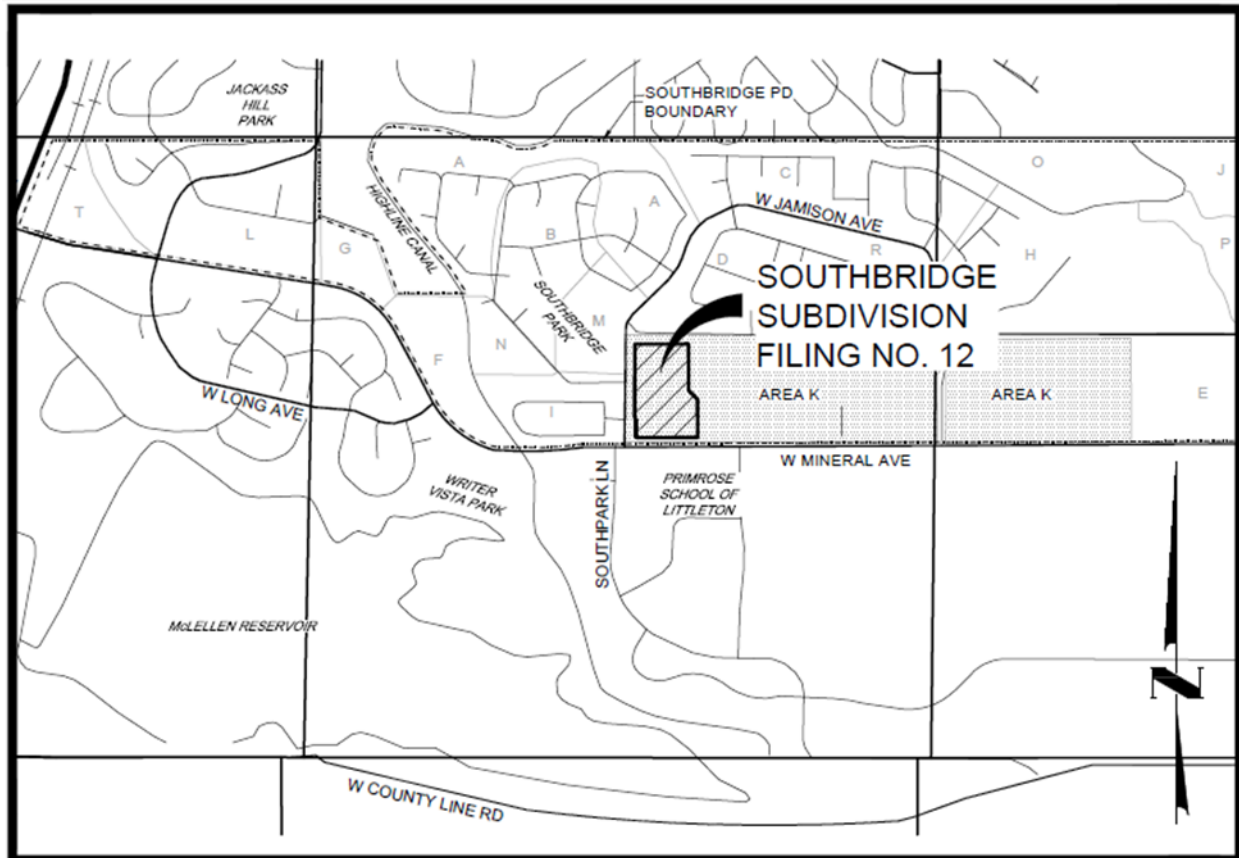 JACKASS
HILL
PARK
SOUTHBRIDGE PD
BOUNDARY
A
O
J
C
HIGHLINE CANAL
T
A
W JAMISON AVE
L
G
B
R
H
P
D
SOUTHBRIDGE
PARK
SOUTHBRIDGE
SUBDIVISION
FILING NO. 12
M
N
F
W LONG AVE
I
AREA K
AREA K
E
W MINERAL AVE
WRITER
VISTA PARK
SOUTHPARK LN
PRIMROSE
SCHOOL OF
LITTLETON
McLELLEN RESERVOIR
N
W COUNTY LINE RD